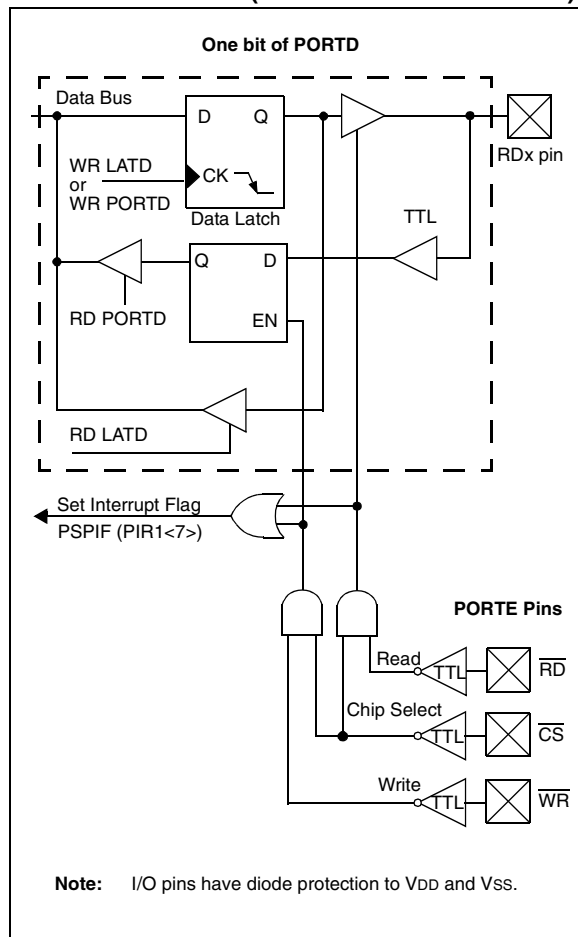 One bit of PORTD
Data Bus
D Q
RDx pin
WR LATD
or
WR PORTD
CK
Data Latch
TTL
Q D
EN
RD PORTD
RD LATD
Set Interrupt Flag
PSPIF (PIR1<7>)
PORTE Pins
Read
TTL
RD
Chip Select
TTL
CS
Write
TTL
WR
Note: I/O pins have diode protection to VDD and VSS.